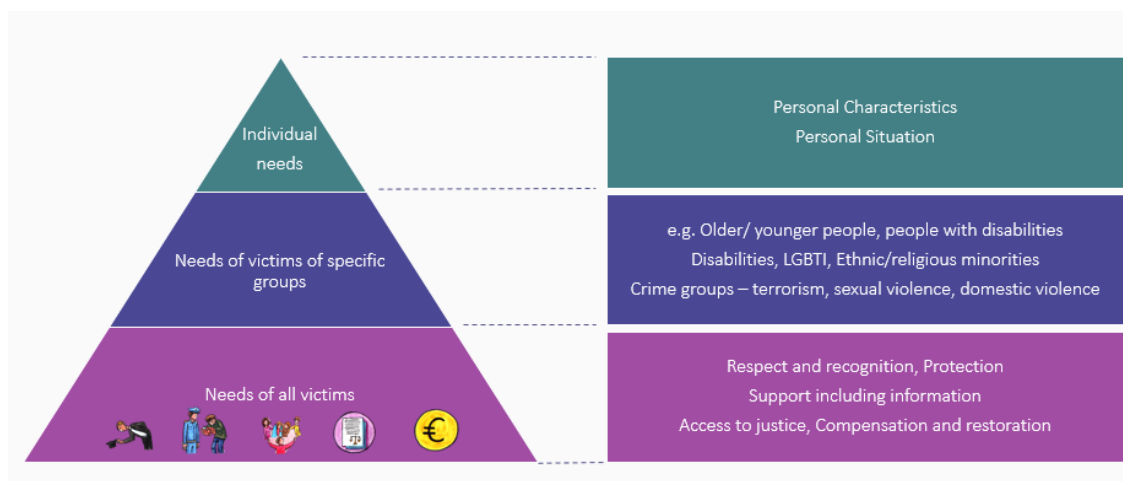 Individual
needs
Personal Characteristics
Personal Situation
Needs of victims of specific
groups
e.g. Older/ younger people, people with disabilities
Disabilities, LGBTI, Ethnic/religious minorities
Crime groups – terrorism, sexual violence, domestic violence
Needs of all victims
€
Respect and recognition, Protection
Support including information
Access to justice, Compensation and restoration